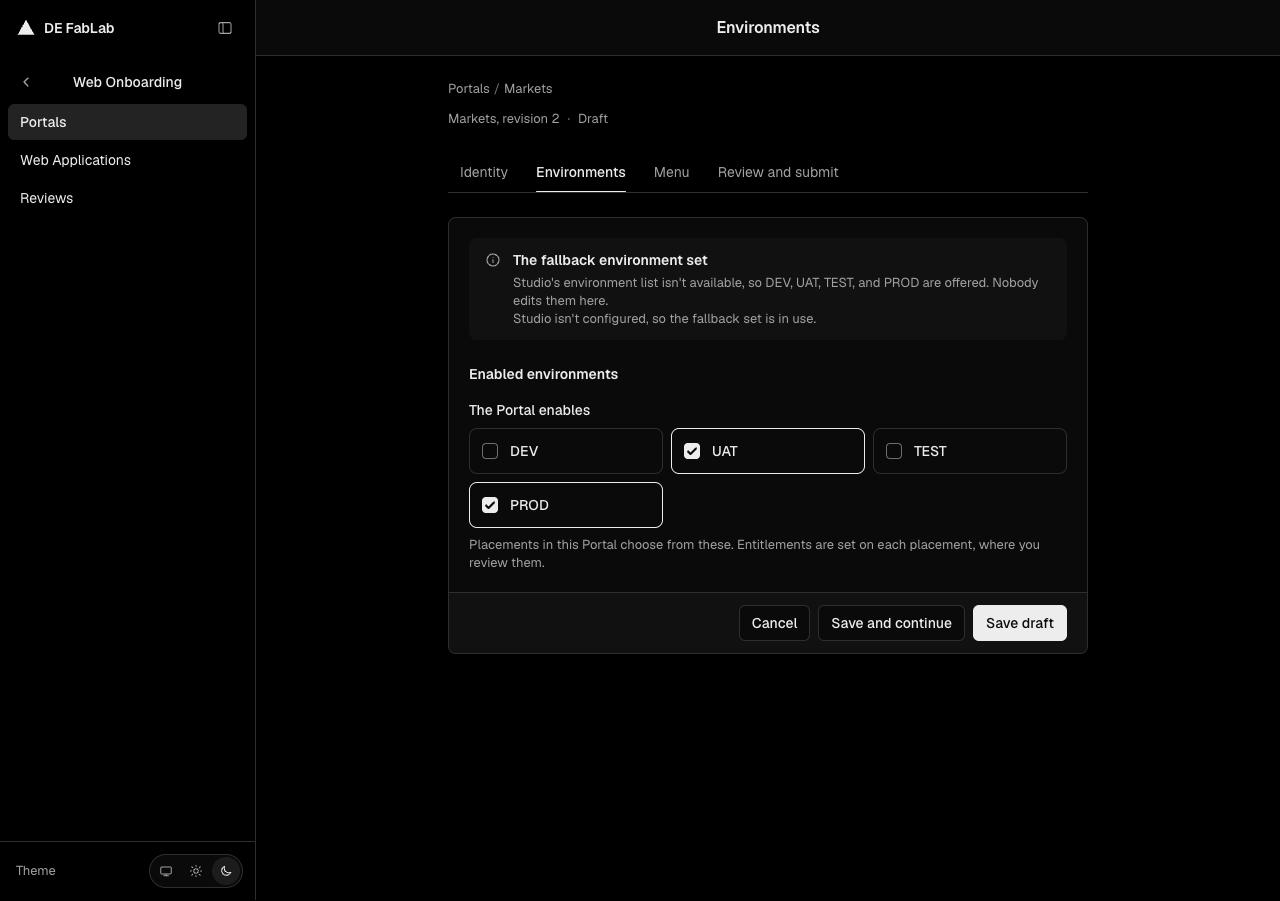 DE FabLab
Web Onboarding
Portals
Web Applications
Reviews
Theme
Environments
Portals / Markets
Markets, revision 2 · Draft
Identity
Environments
Menu
Review and submit
The fallback environment set
Studio's environment list isn't available, so DEV, UAT, TEST, and PROD are offered. Nobody
edits them here.
Studio isn't configured, so the fallback set is in use.
Enabled environments
The Portal enables
DEV
UAT
TEST
PROD
Placements in this Portal choose from these. Entitlements are set on each placement, where you
review them.
Cancel
Save and continue
Save draft